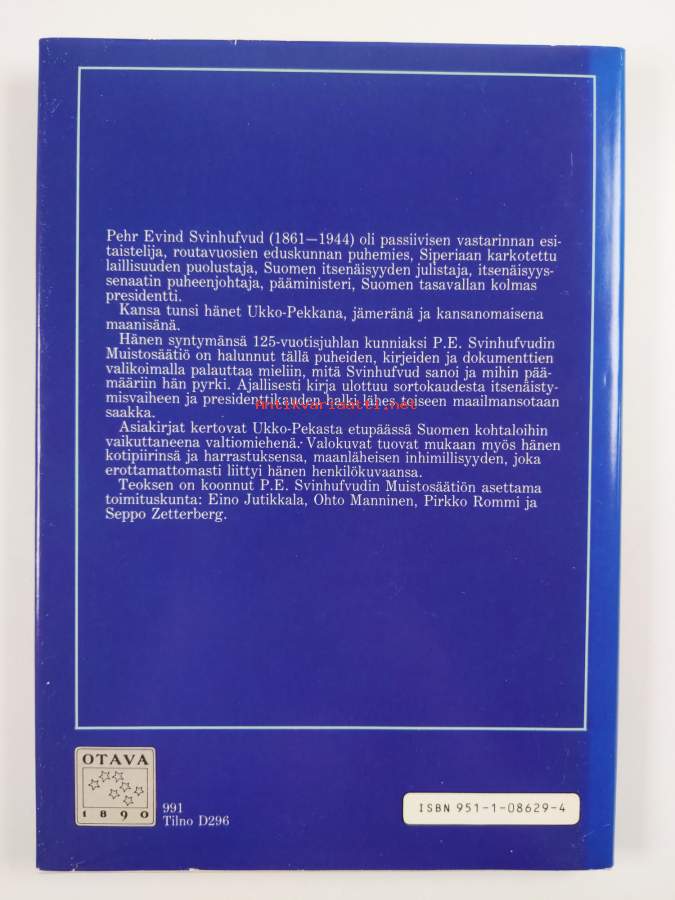 Pehr Evind Svinhufvud (1861—1944) oli passiivisen vastarinnan esi-
taistelija, routavuosien eduskunnan puhemies, Siperiaan karkotettu
laillisuuden puolustaja, Suomen itsenäisyyden julistaja, itsenäisyys-
senaatin puheenjohtaja, pääministeri, Suomen tasavallan kolmas
presidentti.
Kansa tunsi hänet Ukko-Pekkana, jämeränä ja kansanomaisena
maanisänä.
Hänen syntymänsä 125-vuotisjuhlan kunniaksi P.E. Svinhufvudin
Muistosäätiö on halunnut tällä puheiden, kirjeiden ja dokumenttien
valikoimalla palauttaa mieliin, mitä Svinhufvud sanoi ja mihin pää-
määriin hän pyrki. Ajallisesti kirja ulottuu sortokaudesta itsenäisty-
misvaiheen ja presidenttikauden halki lähes toiseen maailmansotaan
Antikvariaatti.net
saakka.
Asiakirjat kertovat Ukko-Pekasta etupäässä Suomen kohtaloihin
vaikuttaneena valtiomiehenä. Valokuvat tuovat mukaan myös hänen
kotipiirinsä ja harrastuksensa, maanläheisen inhimillisyyden, joka
erottamattomasti liittyi hänen henkilökuvaansa.
Teoksen on koonnut P.E. Svinhufvudin Muistosäätiön asettama
toimituskunta: Eino Jutikkala, Ohto Manninen, Pirkko Rommi ja
Seppo Zetterberg.
OTAVA
1890
991
Tilno D296
ISBN 951-1-08629-4